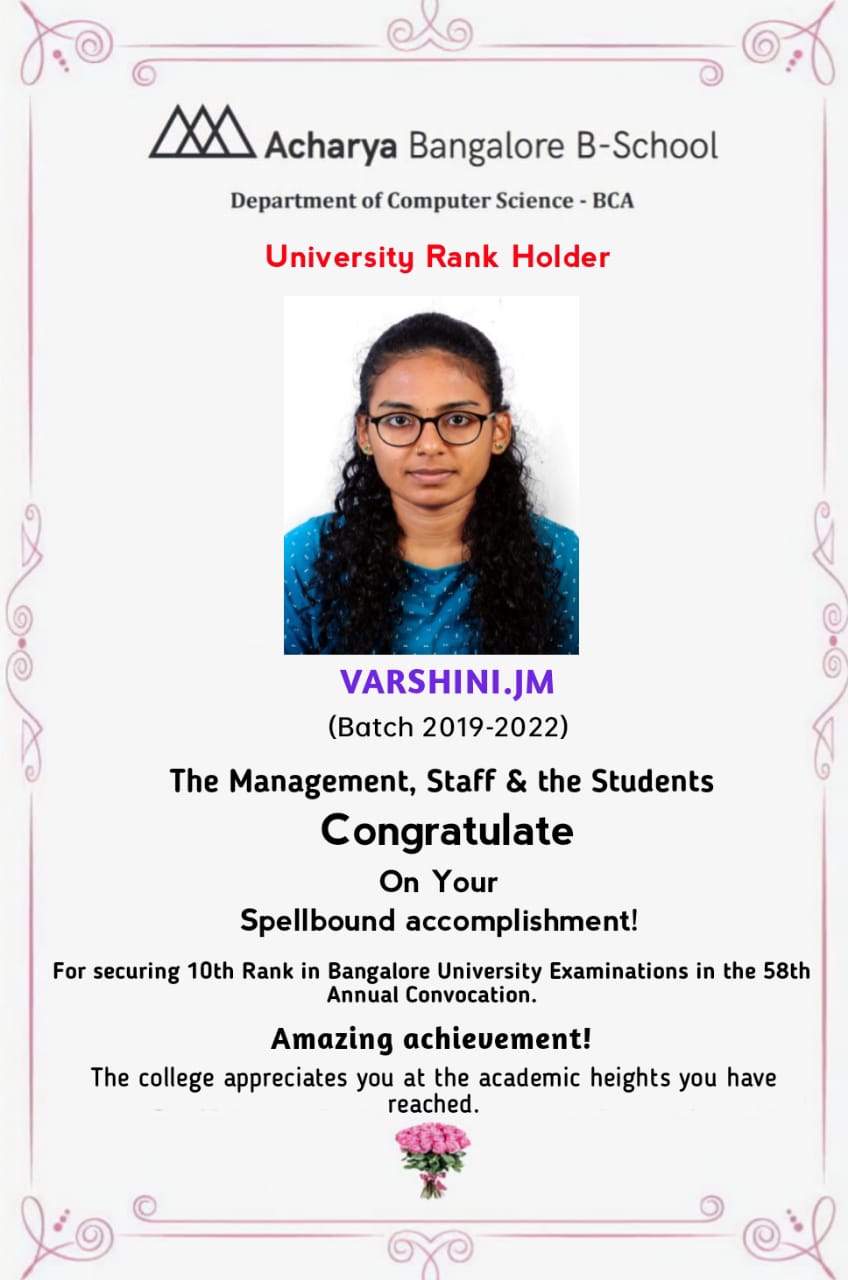 Acharya Bangalore B-School
Department of Computer Science - BCA
University Rank Holder
VARSHINI.JM
(Batch 2019-2022)
The Management, Staff & the Students
Congratulate
On Your
Spellbound accomplishment!
For securing 10th Rank in Bangalore University Examinations in the 58th
Annual Convocation.
Amazing achievement!
The college appreciates you at the academic heights you have
reached.